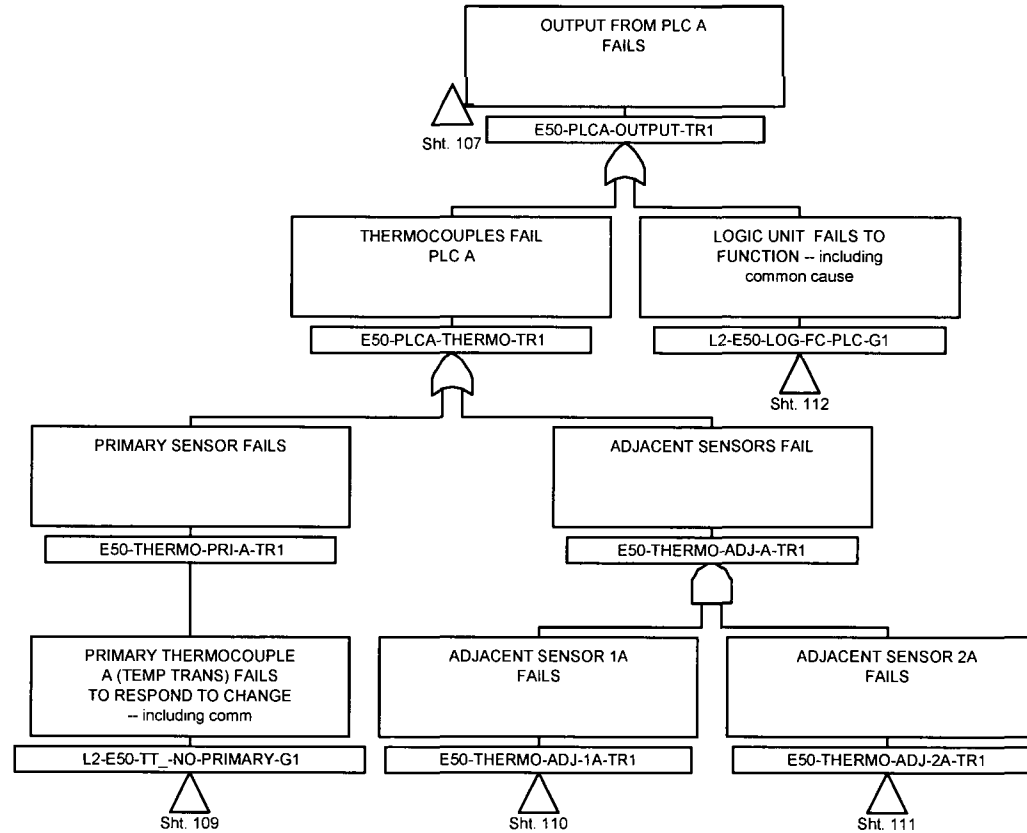 OUTPUT FROM PLC A
FAILS
Sht. 107
E50-PLCA-OUTPUT-TR1
THERMOCOUPLES FAIL
PLC A
LOGIC UNIT FAILS TO
FUNCTION -- including
common cause
E50-PLCA-THERMO-TR1
L2-E50-LOG-FC-PLC-G1
Sht. 112
PRIMARY SENSOR FAILS
ADJACENT SENSORS FAIL
E50-THERMO-PRI-A-TR1
E50-THERMO-ADJ-A-TR1
PRIMARY THERMOCOUPLE
A (TEMP TRANS) FAILS
TO RESPOND TO CHANGE
-- including comm
ADJACENT SENSOR 1A
FAILS
ADJACENT SENSOR 2A
FAILS
L2-E50-TT_-NO-PRIMARY-G1
E50-THERMO-ADJ-1A-TR1
E50-THERMO-ADJ-2A-TR1
Sht. 109
Sht. 110
Sht. 111